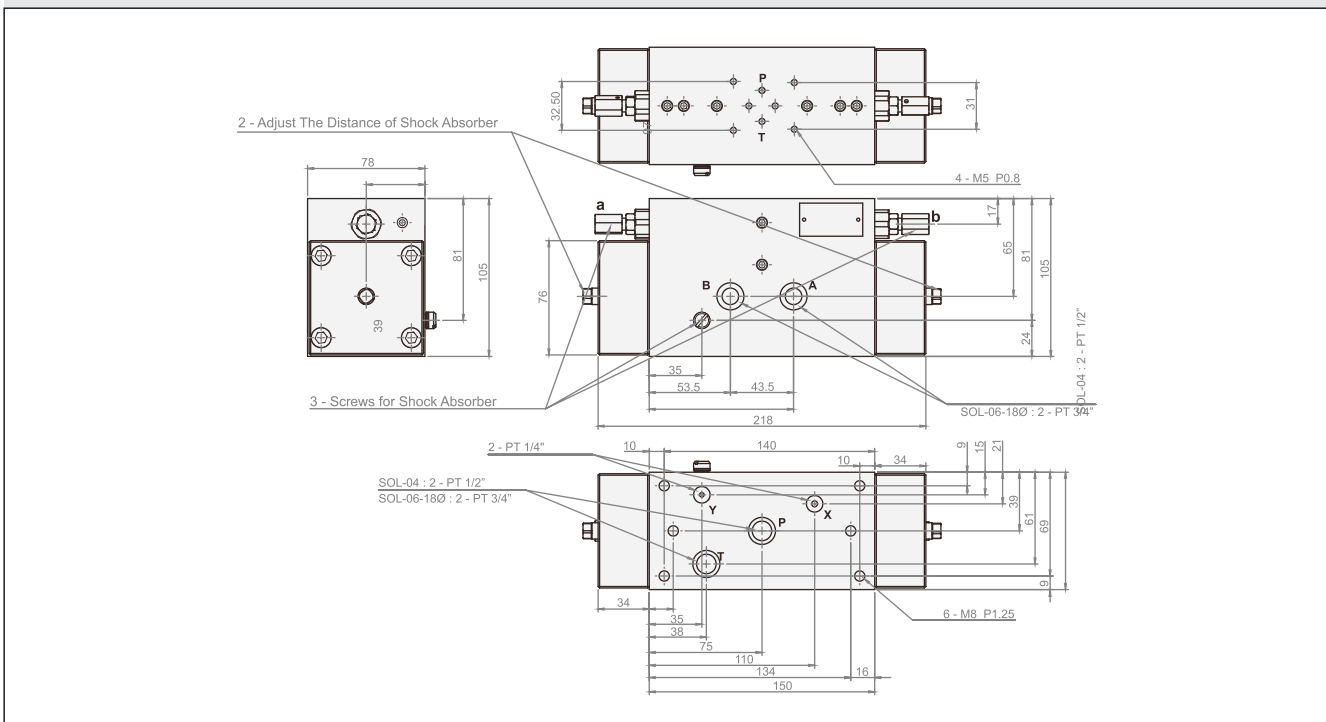 P
32.50
31
T
2 - Adjust The Distance of Shock Absorber
4 - M5 P0.8
78
81
105
39
a
b
17
65
81
105
76
B
A
24
35
53.5
43.5
SOL-04 : 2 - PT 1/2"
SOL-06-18Ø : 2 - PT 3/4"
3 - Screws for Shock Absorber
218
2 - PT 1/4"
10
140
9
15
21
10
34
SOL-04 : 2 - PT 1/2"
SOL-06-18Ø : 2 - PT 3/4"
Y
X
P
T
39
61
69
9
34
6 - M8 P1.25
35
38
75
110
134
16
150